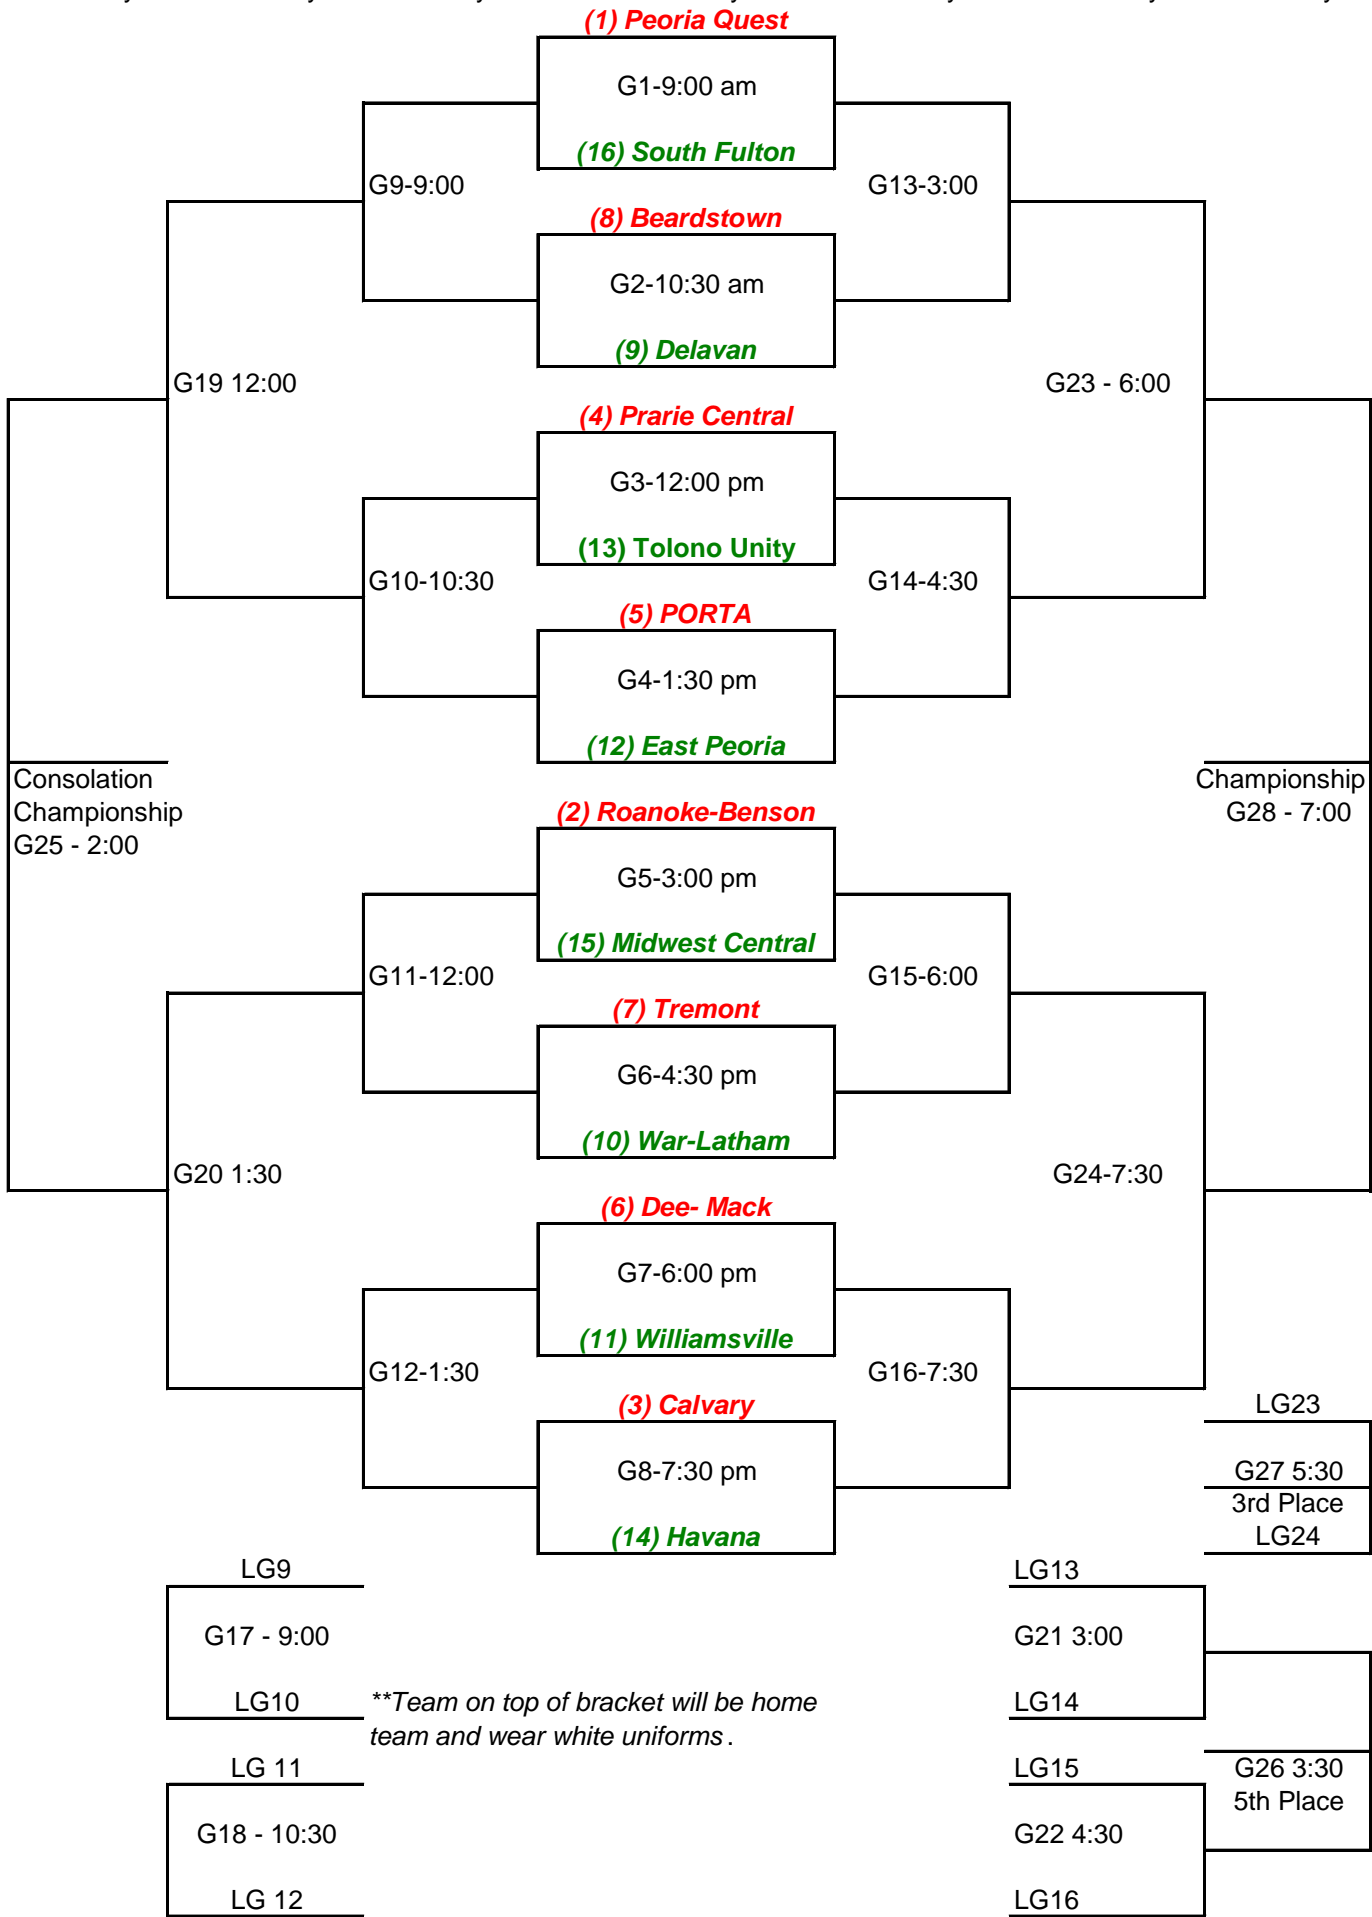 (1) Peoria Quest
G1-9:00 am
(16) South Fulton
G9-9:00
G13-3:00
(8) Beardstown
G2-10:30 am
(9) Delavan
G19 12:00
G23 - 6:00
(4) Prarie Central
G3-12:00 pm
(13) Tolono Unity
G10-10:30
G14-4:30
(5) PORTA
G4-1:30 pm
(12) East Peoria
Consolation
Championship
G25 - 2:00
Championship
G28 - 7:00
(2) Roanoke-Benson
G5-3:00 pm
(15) Midwest Central
G11-12:00
G15-6:00
(7) Tremont
G6-4:30 pm
(10) War-Latham
G20 1:30
G24-7:30
(6) Dee- Mack
G7-6:00 pm
(11) Williamsville
G12-1:30
G16-7:30
(3) Calvary
LG23
G8-7:30 pm
G27 5:30
3rd Place
(14) Havana
LG24
LG9
LG13
G17 - 9:00
G21 3:00
LG10
**Team on top of bracket will be home
team and wear white uniforms.
LG14
LG 11
LG15
G26 3:30
5th Place
G18 - 10:30
G22 4:30
LG 12
LG16